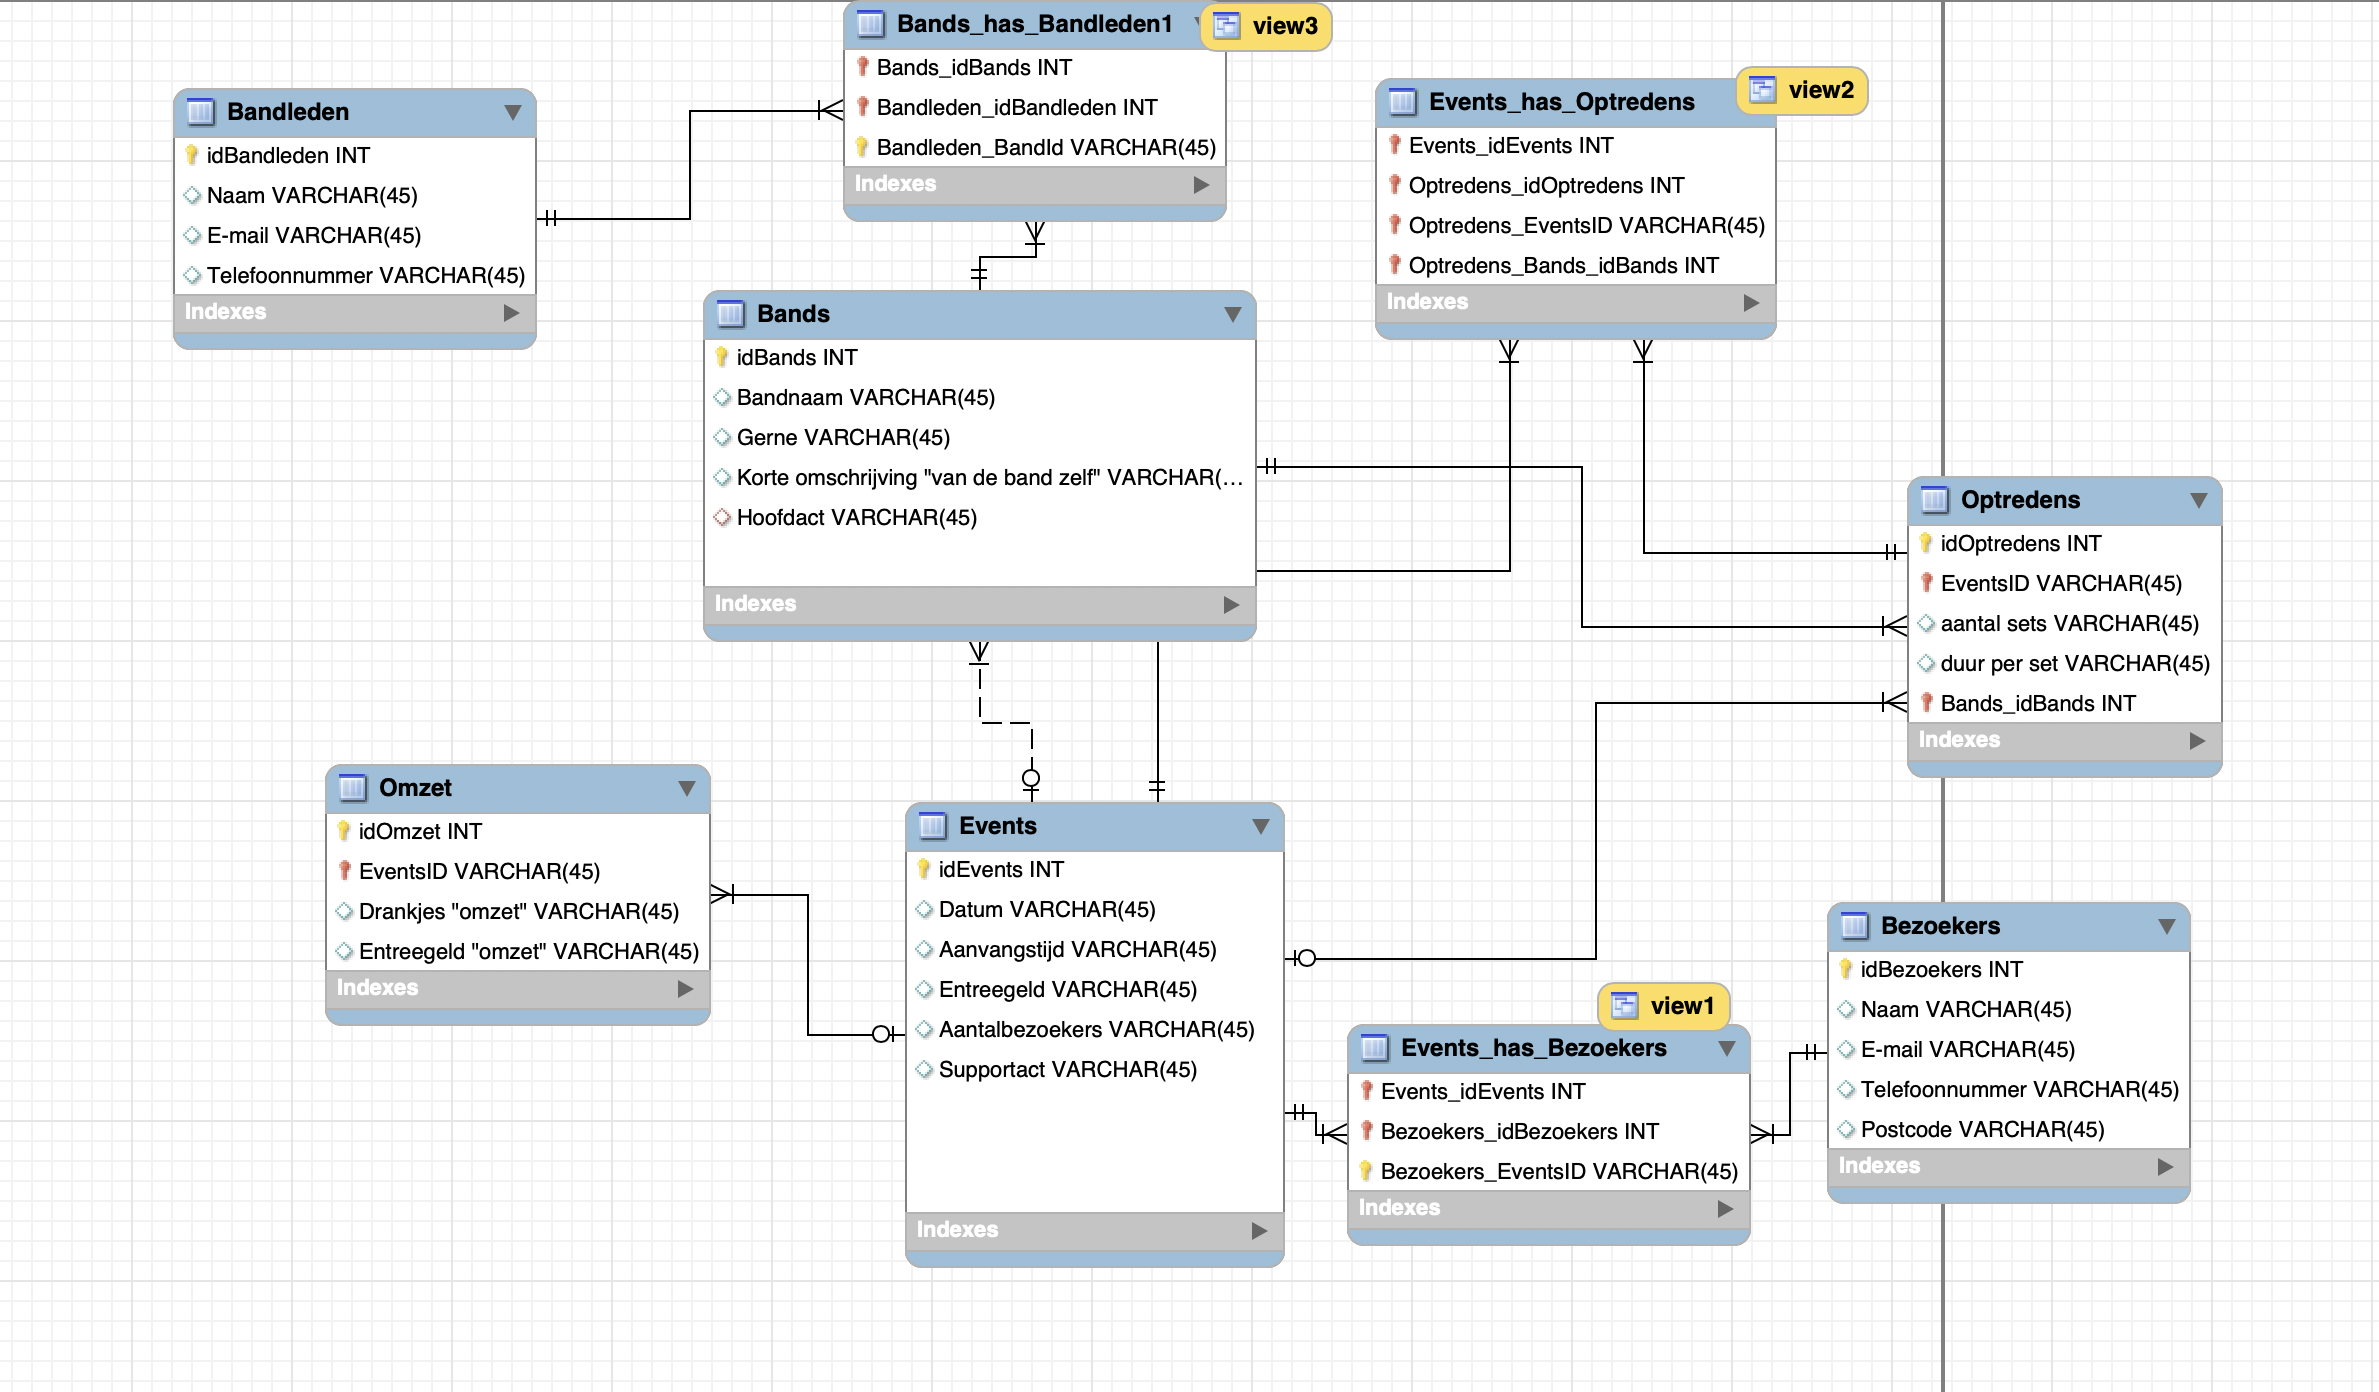 Bands_has_Bandleden1
view3
Bands_idBands INT
Bandleden_idBandleden INT
Bandleden_BandId VARCHAR(45)
Indexes
Bandleden
idBandleden INT
Naam VARCHAR(45)
E-mail VARCHAR(45)
Telefoonnummer VARCHAR(45)
Indexes
Events_has_Optredens
view2
Events_idEvents INT
Optredens_idOptredens INT
Optredens_EventsID VARCHAR(45)
Optredens_Bands_idBands INT
Indexes
Bands
idBands INT
Bandnaam VARCHAR(45)
Gerne VARCHAR(45)
Korte omschrijving "van de band zelf" VARCHAR(...
Hoofdact VARCHAR(45)
Indexes
Optredens
idOptredens INT
EventsID VARCHAR(45)
aantal sets VARCHAR(45)
duur per set VARCHAR(45)
Bands_idBands INT
Indexes
Omzet
idOmzet INT
EventsID VARCHAR(45)
Drankjes "omzet" VARCHAR(45)
Entreegeld "omzet" VARCHAR(45)
Indexes
Events
idEvents INT
Datum VARCHAR(45)
Aanvangstijd VARCHAR(45)
Entreegeld VARCHAR(45)
Aantalbezoekers VARCHAR(45)
Supportact VARCHAR(45)
Indexes
view1
Events_has_Bezoekers
Events_idEvents INT
Bezoekers_idBezoekers INT
Bezoekers_EventsID VARCHAR(45)
Indexes
Bezoekers
idBezoekers INT
Naam VARCHAR(45)
E-mail VARCHAR(45)
Telefoonnummer VARCHAR(45)
Postcode VARCHAR(45)
Indexes